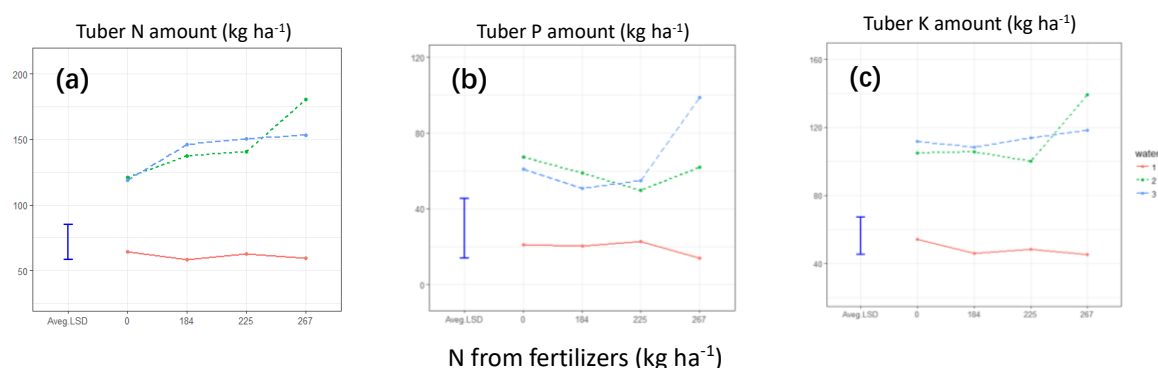 Tuber N amount (kg ha⁻¹)
(a)
200
150
100
50
Aveg.LSD 0 184 225 267
Tuber P amount (kg ha⁻¹)
(b)
120
80
40
0
Aveg.LSD 0 184 225 267
Tuber K amount (kg ha⁻¹)
(c)
160
120
80
40
Aveg.LSD 0 184 225 267
water
1
2
3
N from fertilizers (kg ha⁻¹)